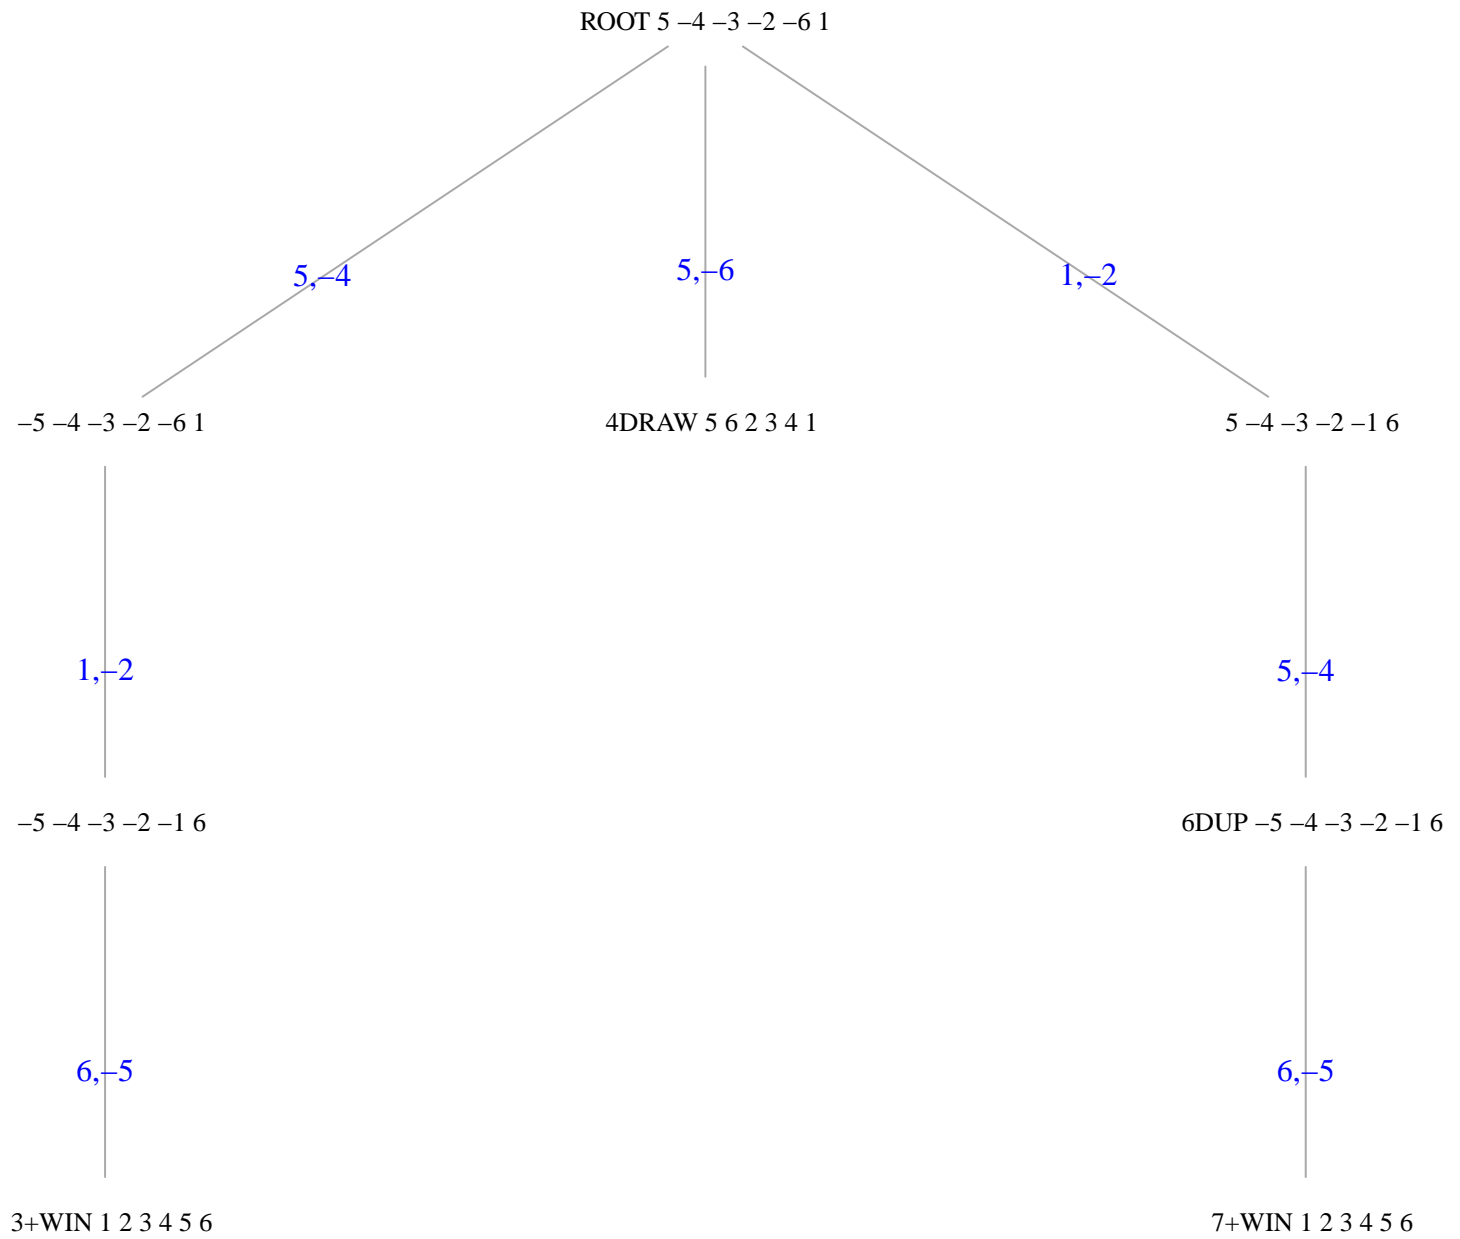 ROOT 5 –4 –3 –2 –6 1
5,–4
5,–6
1,–2
–5 –4 –3 –2 –6 1
4DRAW 5 6 2 3 4 1
5 –4 –3 –2 –1 6
1,–2
5,–4
–5 –4 –3 –2 –1 6
6DUP –5 –4 –3 –2 –1 6
6,–5
6,–5
3+WIN 1 2 3 4 5 6
7+WIN 1 2 3 4 5 6